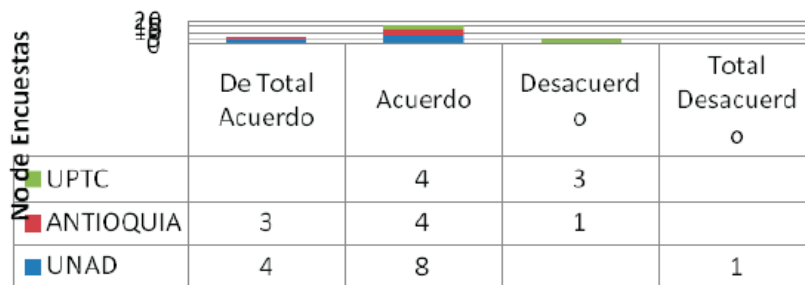 20
No de Encuestas
De Total
Acuerdo
Acuerdo
Desacuerd
o
Total
Desacuerd
o
UPTC 4 3
ANTIOQUIA 3 4 1
UNAD 4 8 1